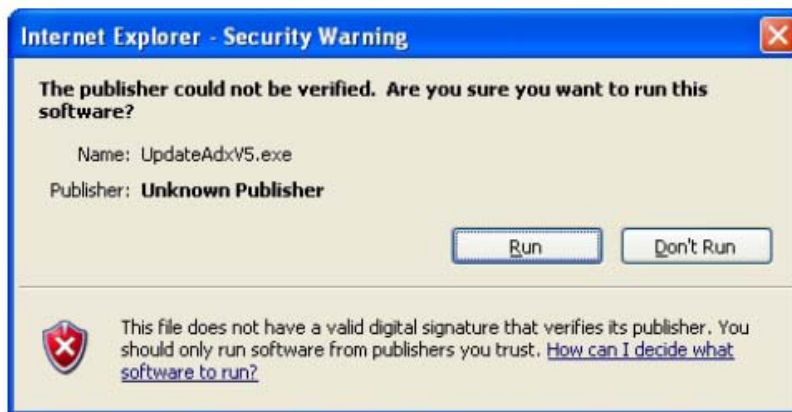 Internet Explorer - Security Warning
The publisher could not be verified. Are you sure you want to run this
software?
Name: UpdateAdxV5.exe
Publisher: Unknown Publisher
Run Don't Run
This file does not have a valid digital signature that verifies its publisher. You
should only run software from publishers you trust. How can I decide what
software to run?